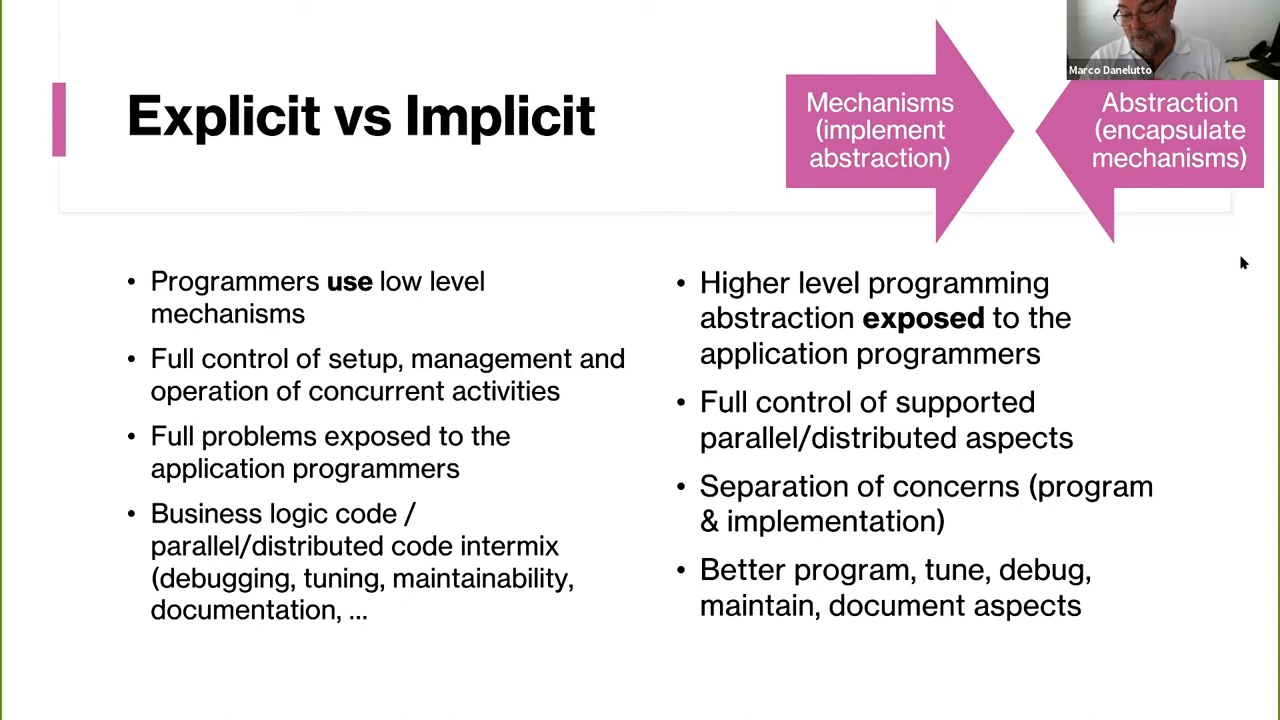 Marco Danelutto
Explicit vs Implicit
Mechanisms
(implement
abstraction)
Abstraction
(encapsulate
mechanisms)
• Programmers use low level
mechanisms
• Full control of setup, management and
operation of concurrent activities
• Full problems exposed to the
application programmers
• Business logic code /
parallel/distributed code intermix
(debugging, tuning, maintainability,
documentation, ...
• Higher level programming
abstraction exposed to the
application programmers
• Full control of supported
parallel/distributed aspects
• Separation of concerns (program
& implementation)
• Better program, tune, debug,
maintain, document aspects